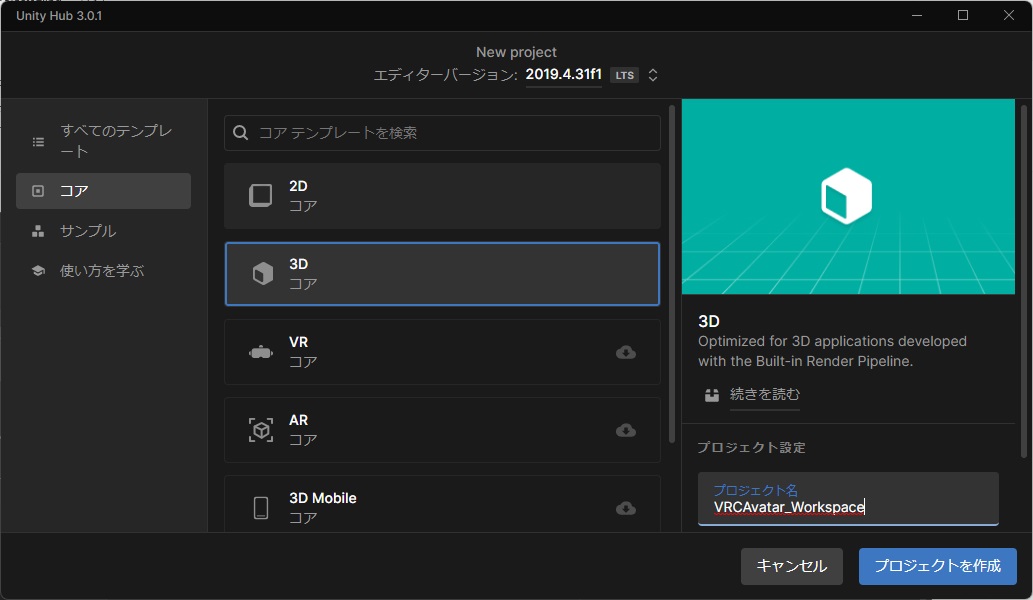 Unity Hub 3.0.1
New project
エディターバージョン: 2019.4.31f1 LTS
すべてのテンプレ
ート
コア
サンプル
使い方を学ぶ
コア テンプレートを検索
2D
コア
3D
コア
VR
コア
AR
コア
3D Mobile
コア
3D
Optimized for 3D applications developed
with the Built-in Render Pipeline.
続きを読む
プロジェクト設定
プロジェクト名
VRCAvatar_Workspace
キャンセル
プロジェクトを作成